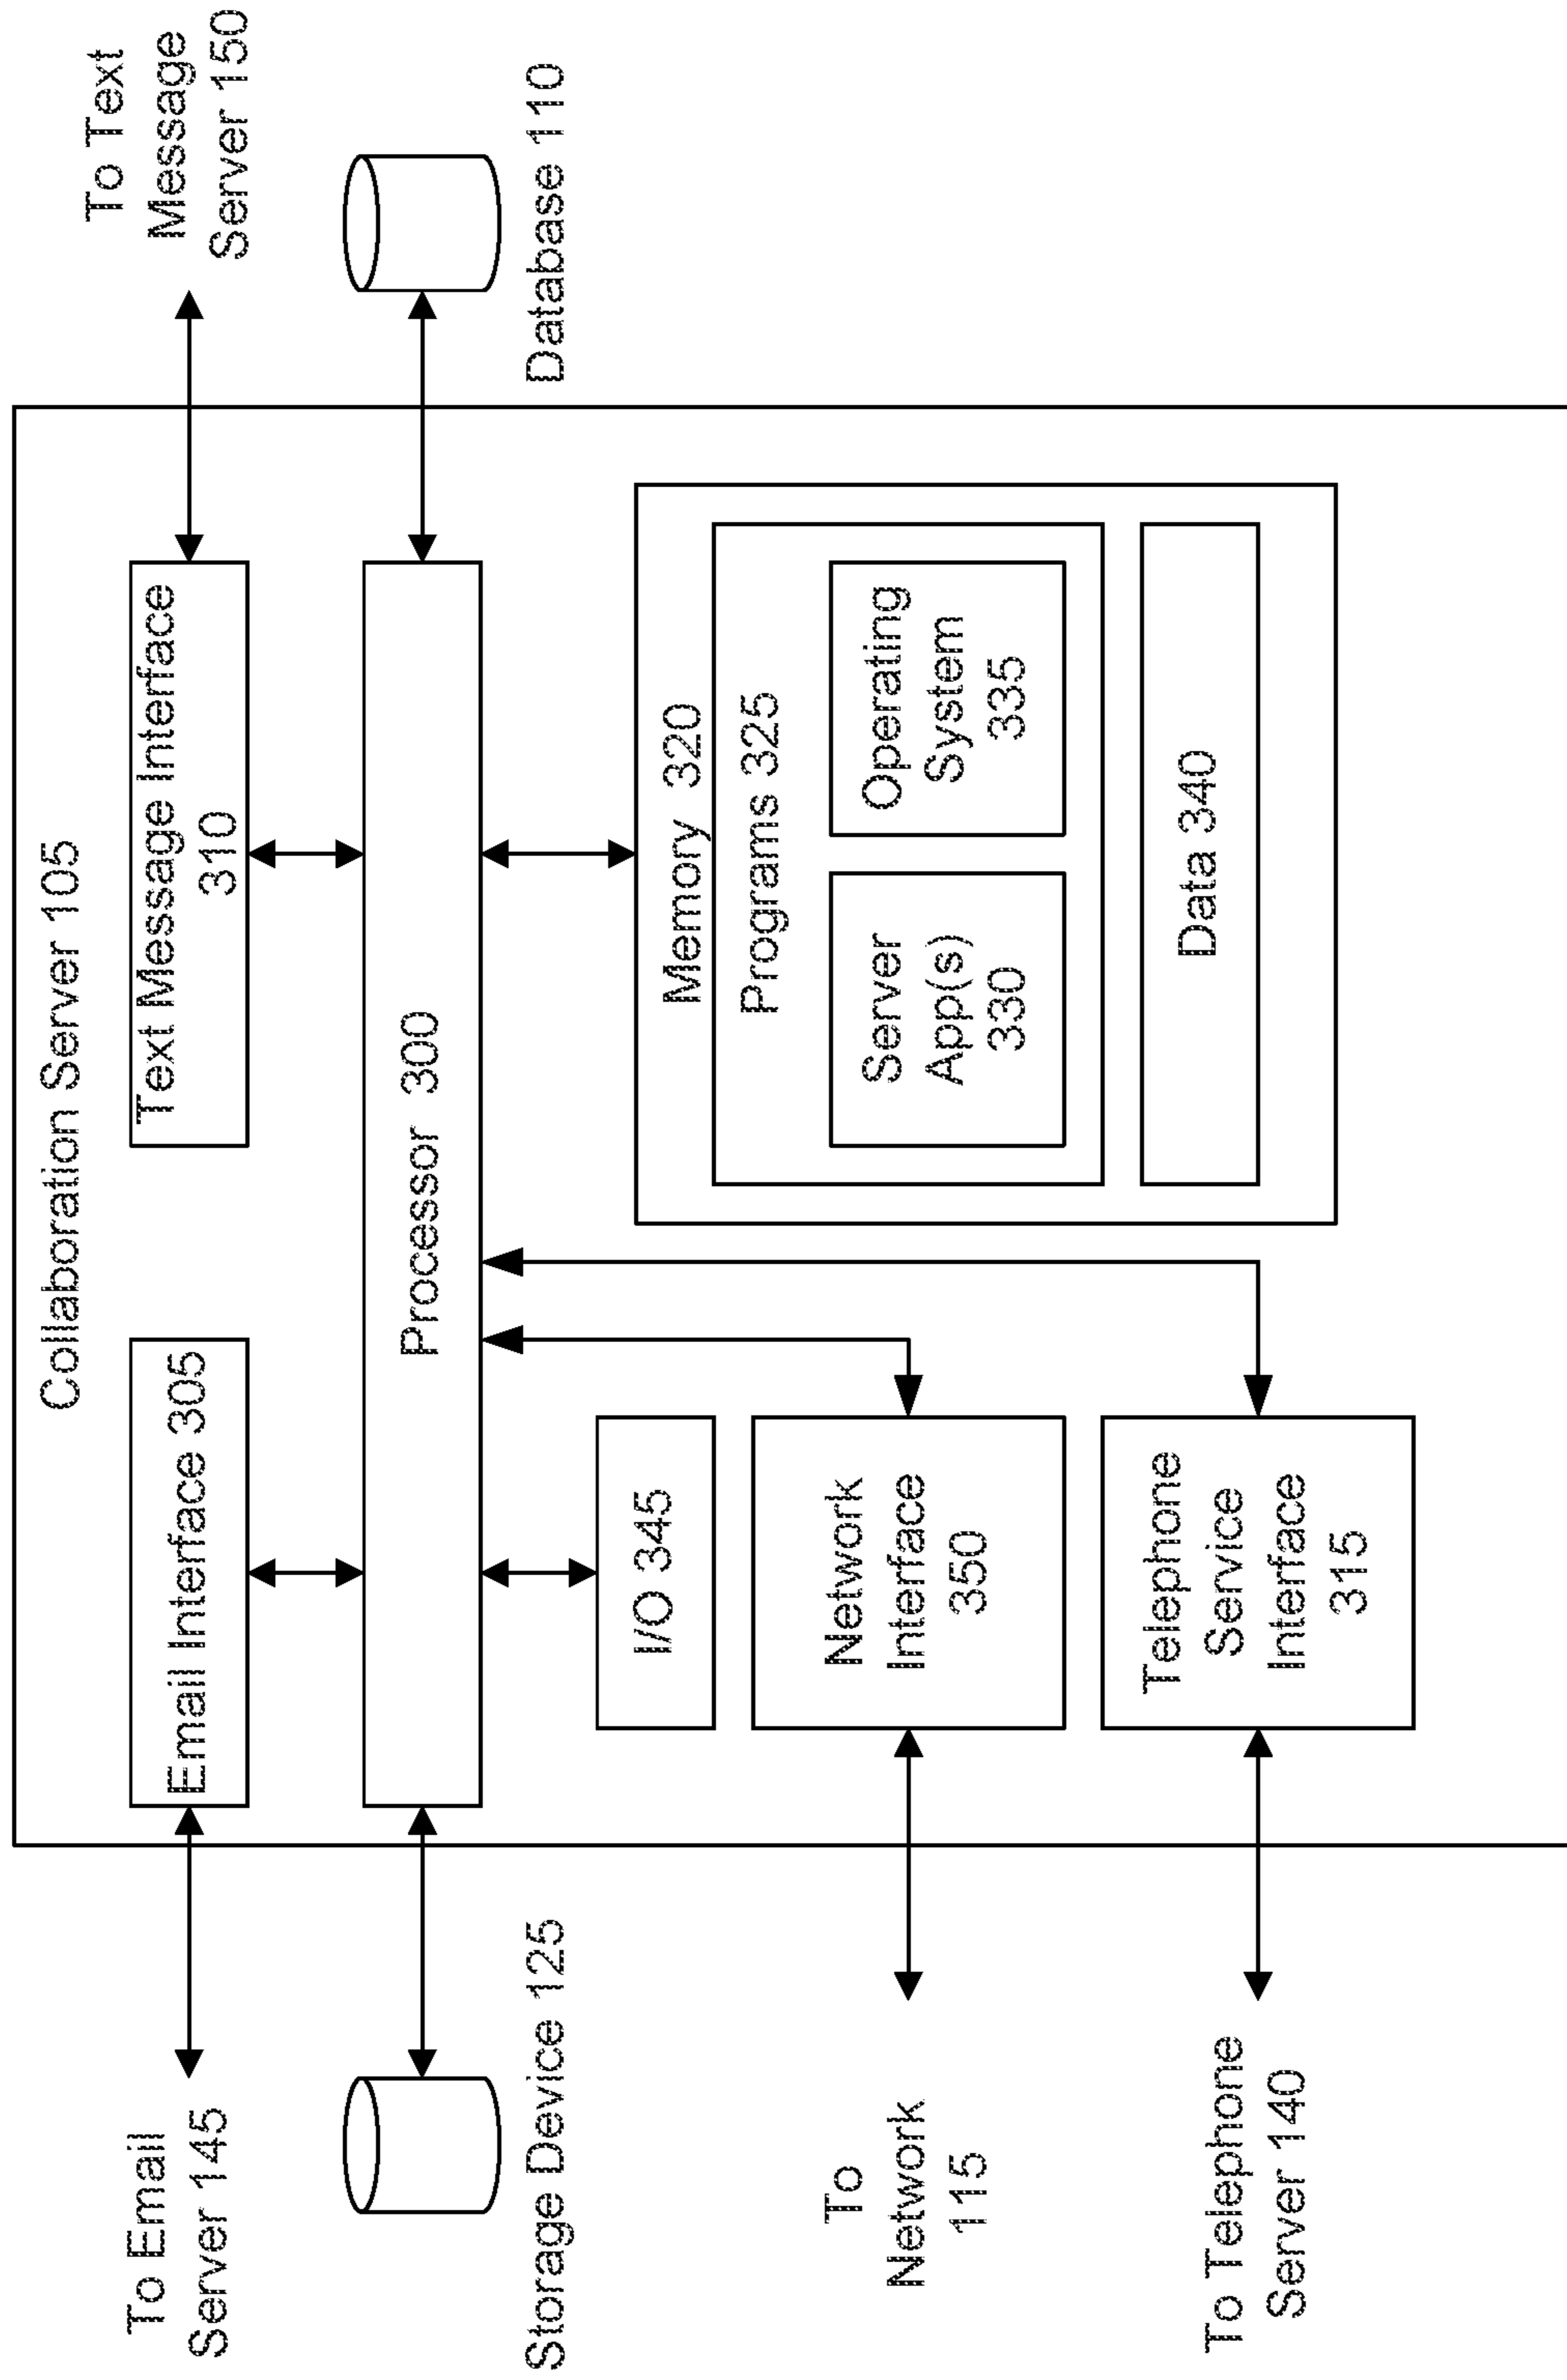 Collaboration Server 105
To Email
Server 145
Email Interface 305
Text Message Interface
310
To Text
Message
Server 150
Storage Device 125
Processor 300
Database 110
I/O 345
Memory 320
Programs 325
Server
App(s)
330
Operating
System
335
Data 340
To
Network
115
Network
Interface
350
To Telephone
Server 140
Telephone
Service
Interface
315